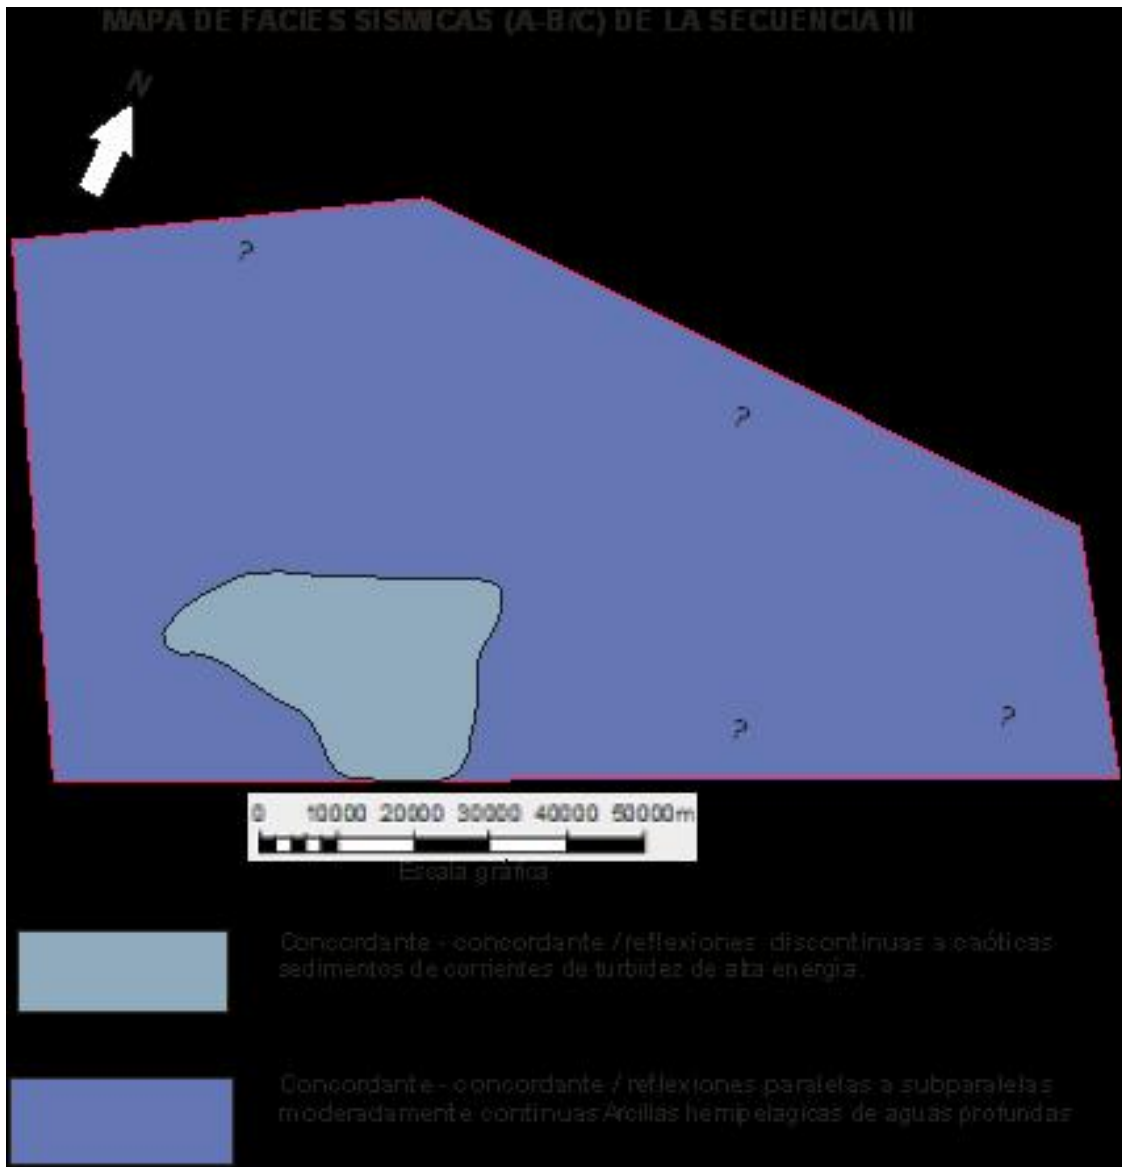 MAPA DE FACIES SISMICAS (A-B/C) DE LA SECUENCIA III
N
?
?
?
?
0 10000 20000 30000 40000 50000m
Escala gráfica
Concordante - concordante / reflexiones discontinuas a caóticas
sedimentos de corrientes de turbidez de alta energia.
Concordante - concordante / reflexiones paralelas a subparalelas
moderadamente continuas Arcillas hemipelagicas de aguas profundas